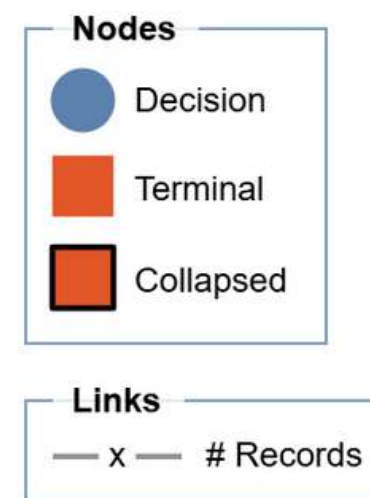 Nodes
Decision
Terminal
Collapsed
Links
x # Records